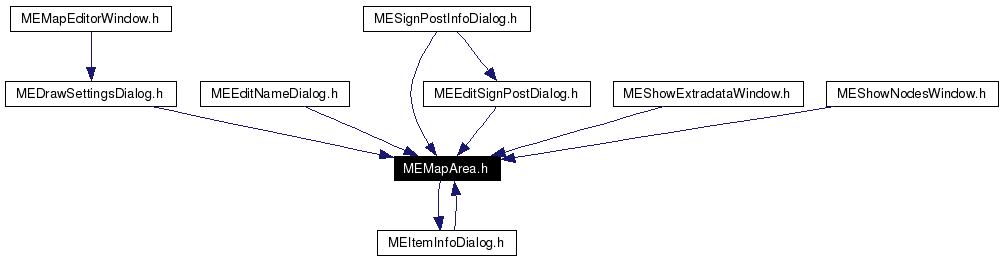 MEMapEditorWindow.h
MESignPostInfoDialog.h
MEDrawSettingsDialog.h
MEEditNameDialog.h
MEEditSignPostDialog.h
MEShowExtradataWindow.h
MEShowNodesWindow.h
MEMapArea.h
MEItemInfoDialog.h